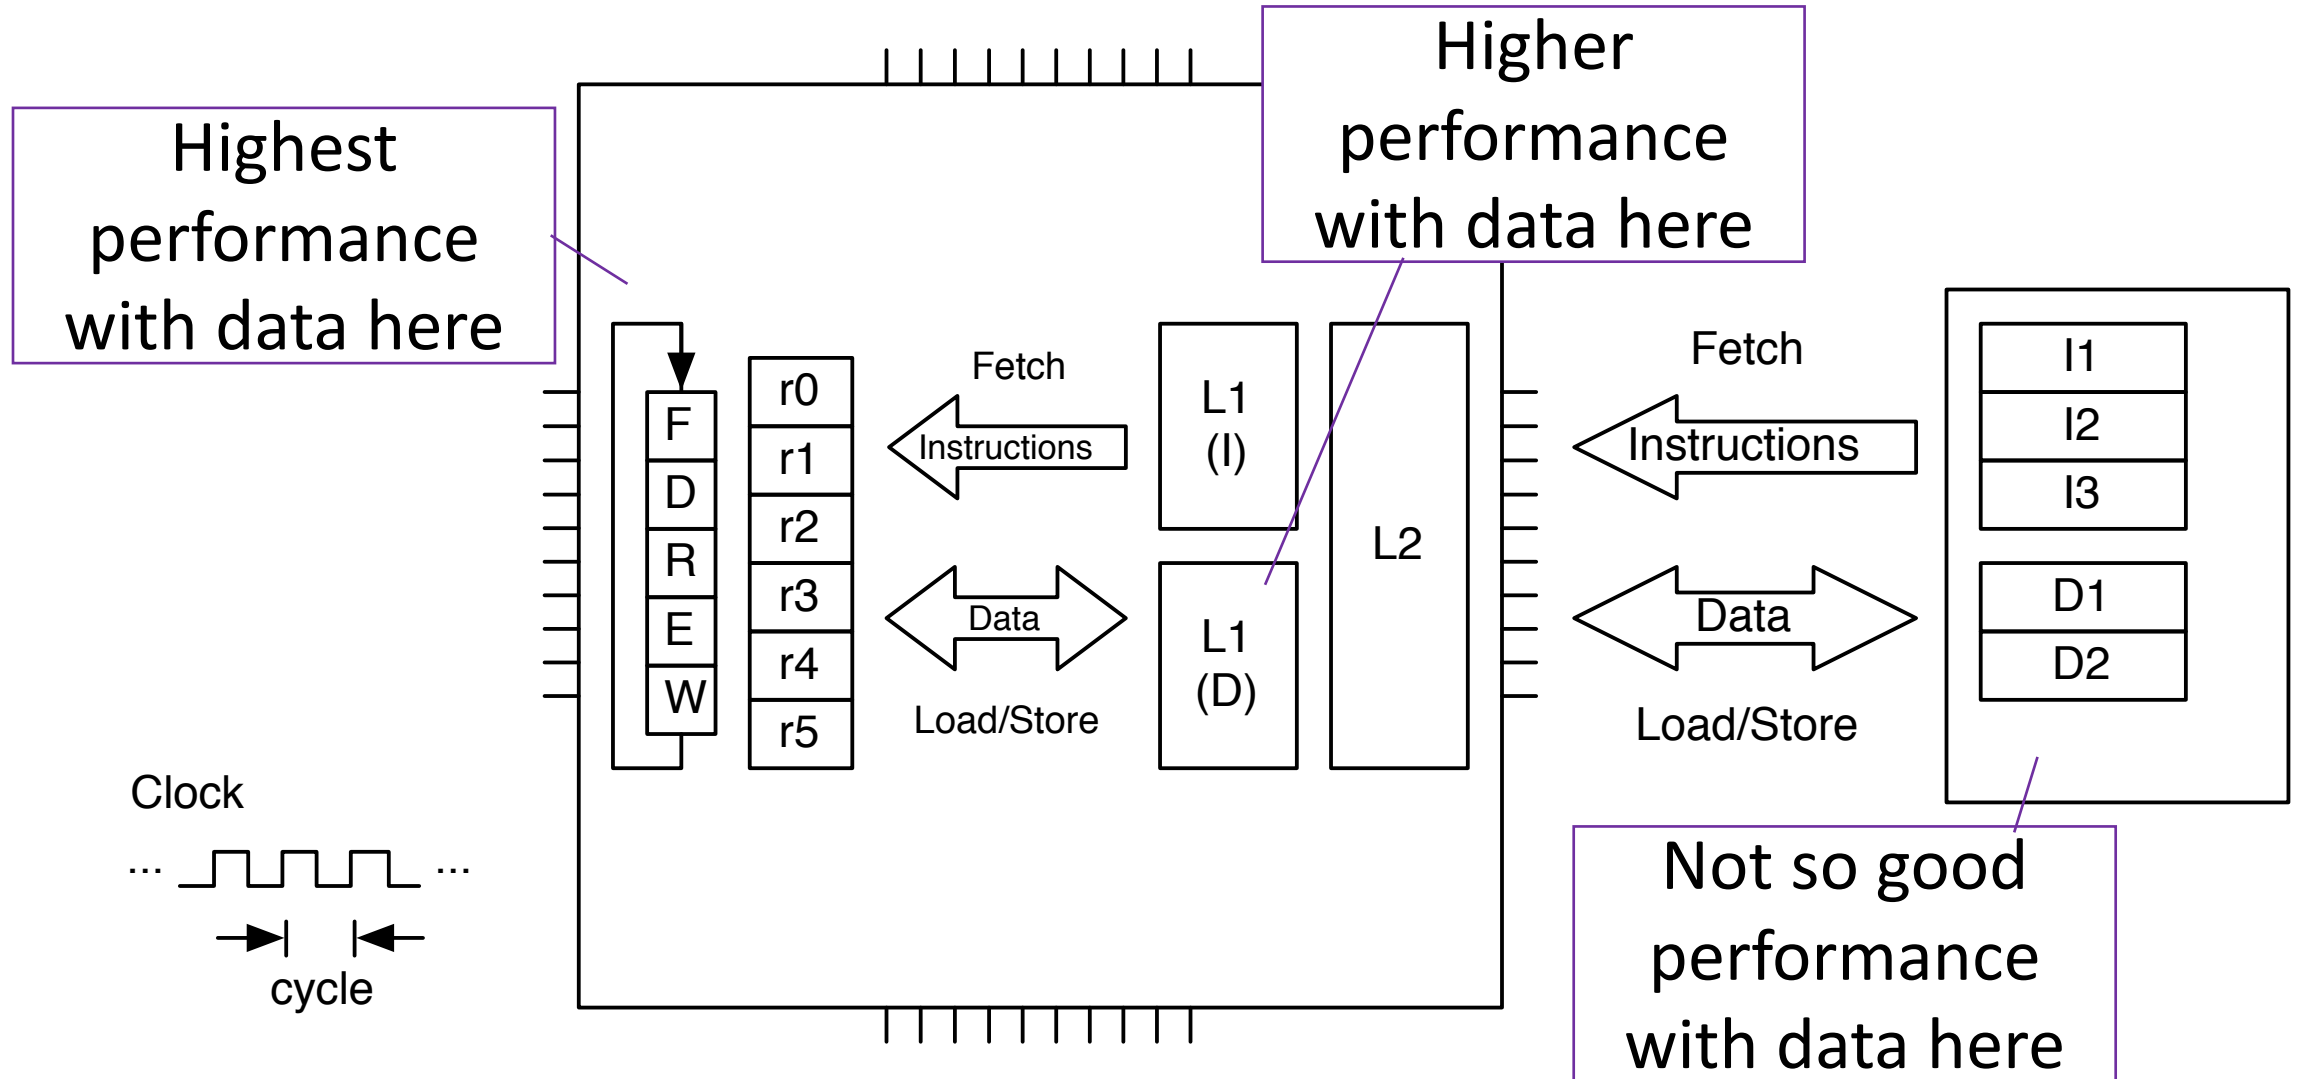 Highest
performance
with data here
Higher
performance
with data here
F
D
R
E
W
r0
r1
r2
r3
r4
r5
Fetch
Instructions
Data
Load/Store
L1
(I)
L1
(D)
L2
Fetch
Instructions
Data
Load/Store
I1
I2
I3
D1
D2
Clock
... ...
cycle
Not so good
performance
with data here